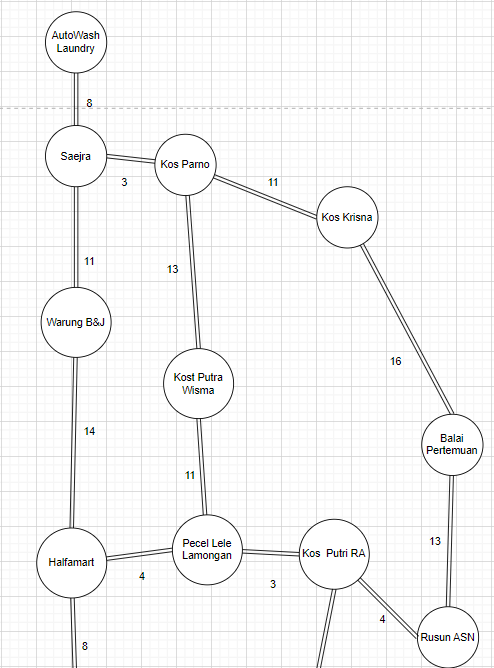 AutoWash
Laundry
8
Saejra
Kos Parno
3
11
Kos Krisna
11
13
Warung B&J
16
Kost Putra
Wisma
14
Balai
Pertemuan
11
Pecel Lele
Lamongan
Kos Putri RA
13
Halfamart
4
3
4
Rusun ASN
8